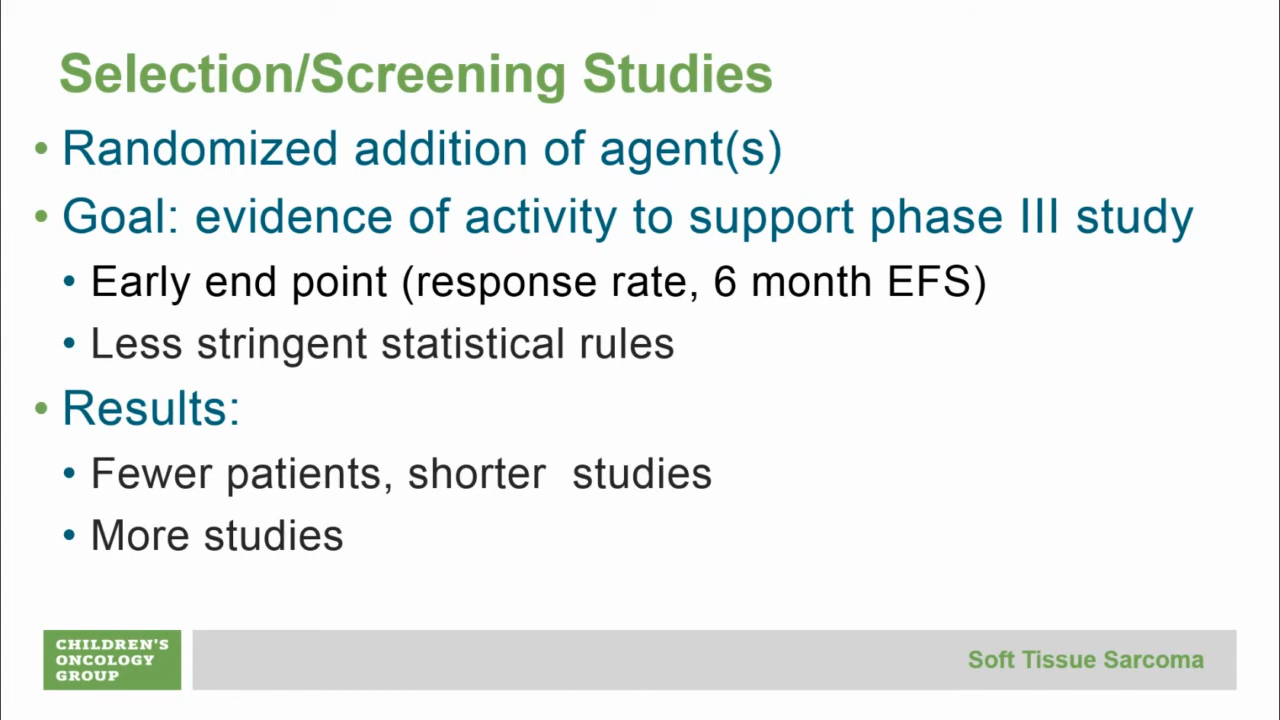 Selection/Screening Studies
• Randomized addition of agent(s)
• Goal: evidence of activity to support phase III study
• Early end point (response rate, 6 month EFS)
• Less stringent statistical rules
• Results:
• Fewer patients, shorter  studies
• More studies
CHILDREN'S
ONCOLOGY
GROUP
Soft Tissue Sarcoma